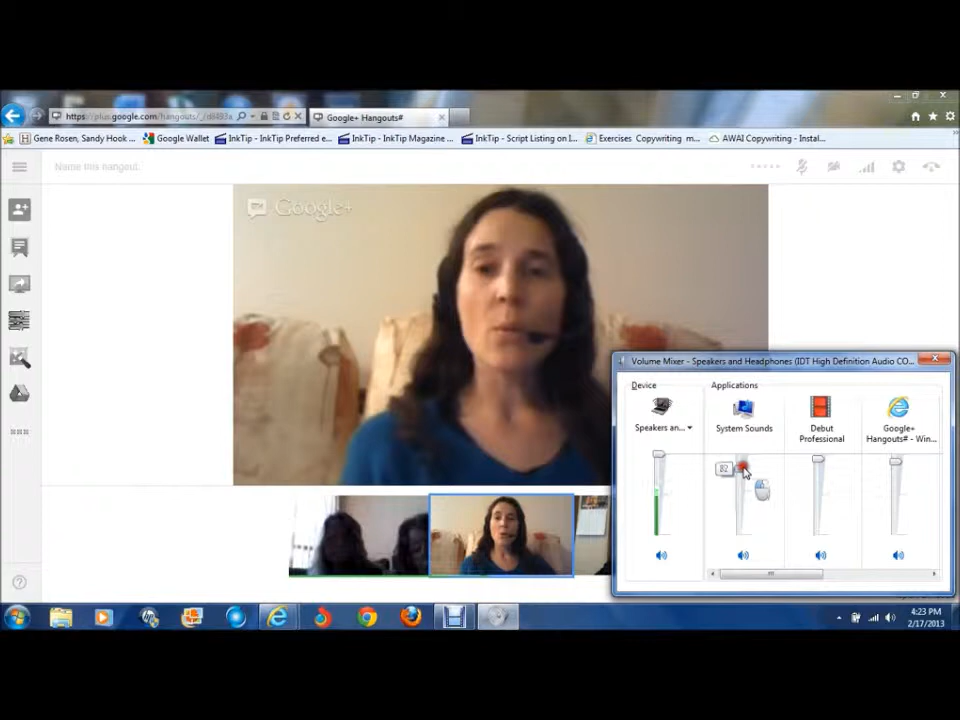 https://plus.google.com/hangouts/_/
Google+ Hangouts#
Gene Rosen, Sandy Hook ...
Google Wallet
InkTip - InkTip Preferred e...
InkTip - InkTip Magazine ...
InkTip - Script Listing on I...
Exercises Copywriting m...
AWAI Copywriting - Instal...
Name this hangout.
Google+
Volume Mixer - Speakers and Headphones (IDT High Definition Audio CO...
Device
Applications
Speakers an...
System Sounds
Debut
Professional
Google+
Hangouts# - Win...
82
4:23 PM
2/17/2013